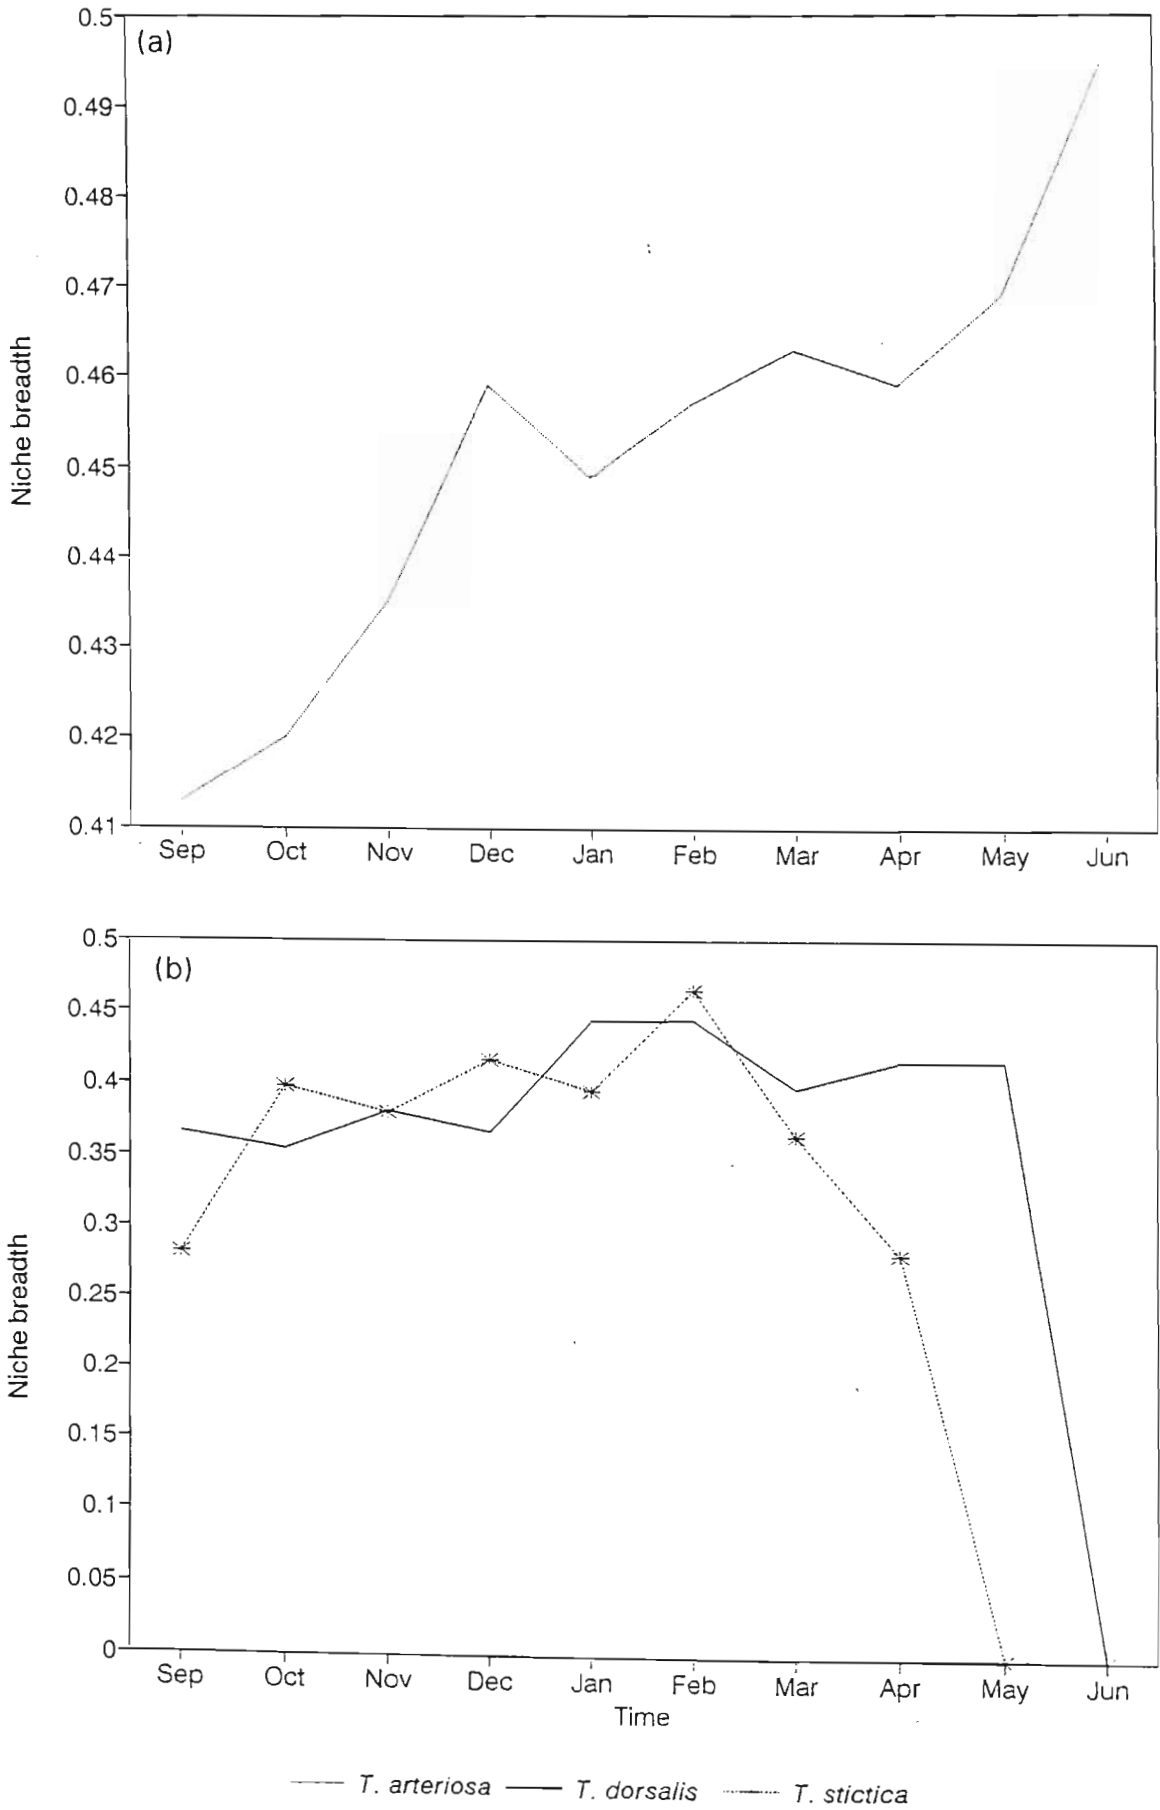 (a)
Niche breadth
0.5
0.49
0.48
0.47
0.46
0.45
0.44
0.43
0.42
0.41
Sep Oct Nov Dec Jan Feb Mar Apr May Jun
(b)
Niche breadth
0.5
0.45
0.4
0.35
0.3
0.25
0.2
0.15
0.1
0.05
0
Sep Oct Nov Dec Jan Feb Mar Apr May Jun
Time
T. arteriosa T. dorsalis T. stictica